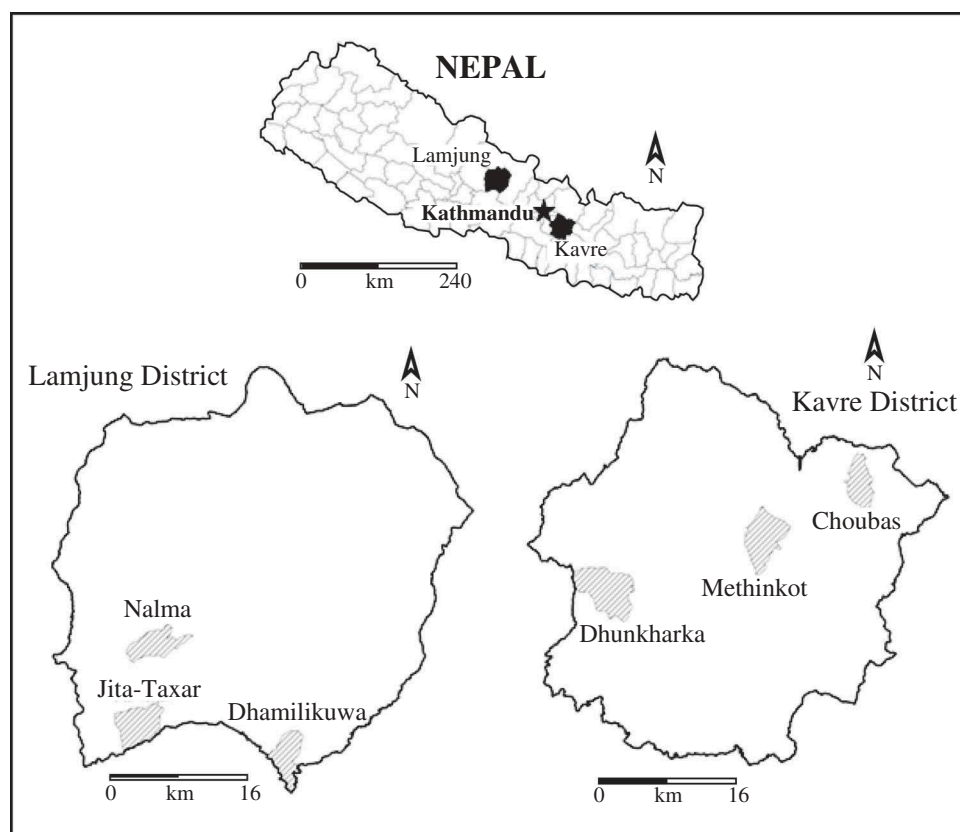 NEPAL
Lamjung
N
Kathmandu
Kavre
0 km 240
Lamjung District
N
N
Kavre District
Choubas
Methinkot
Dhunkharka
Nalma
Jita-Taxar
Dhamilikuwa
0 km 16
0 km 16